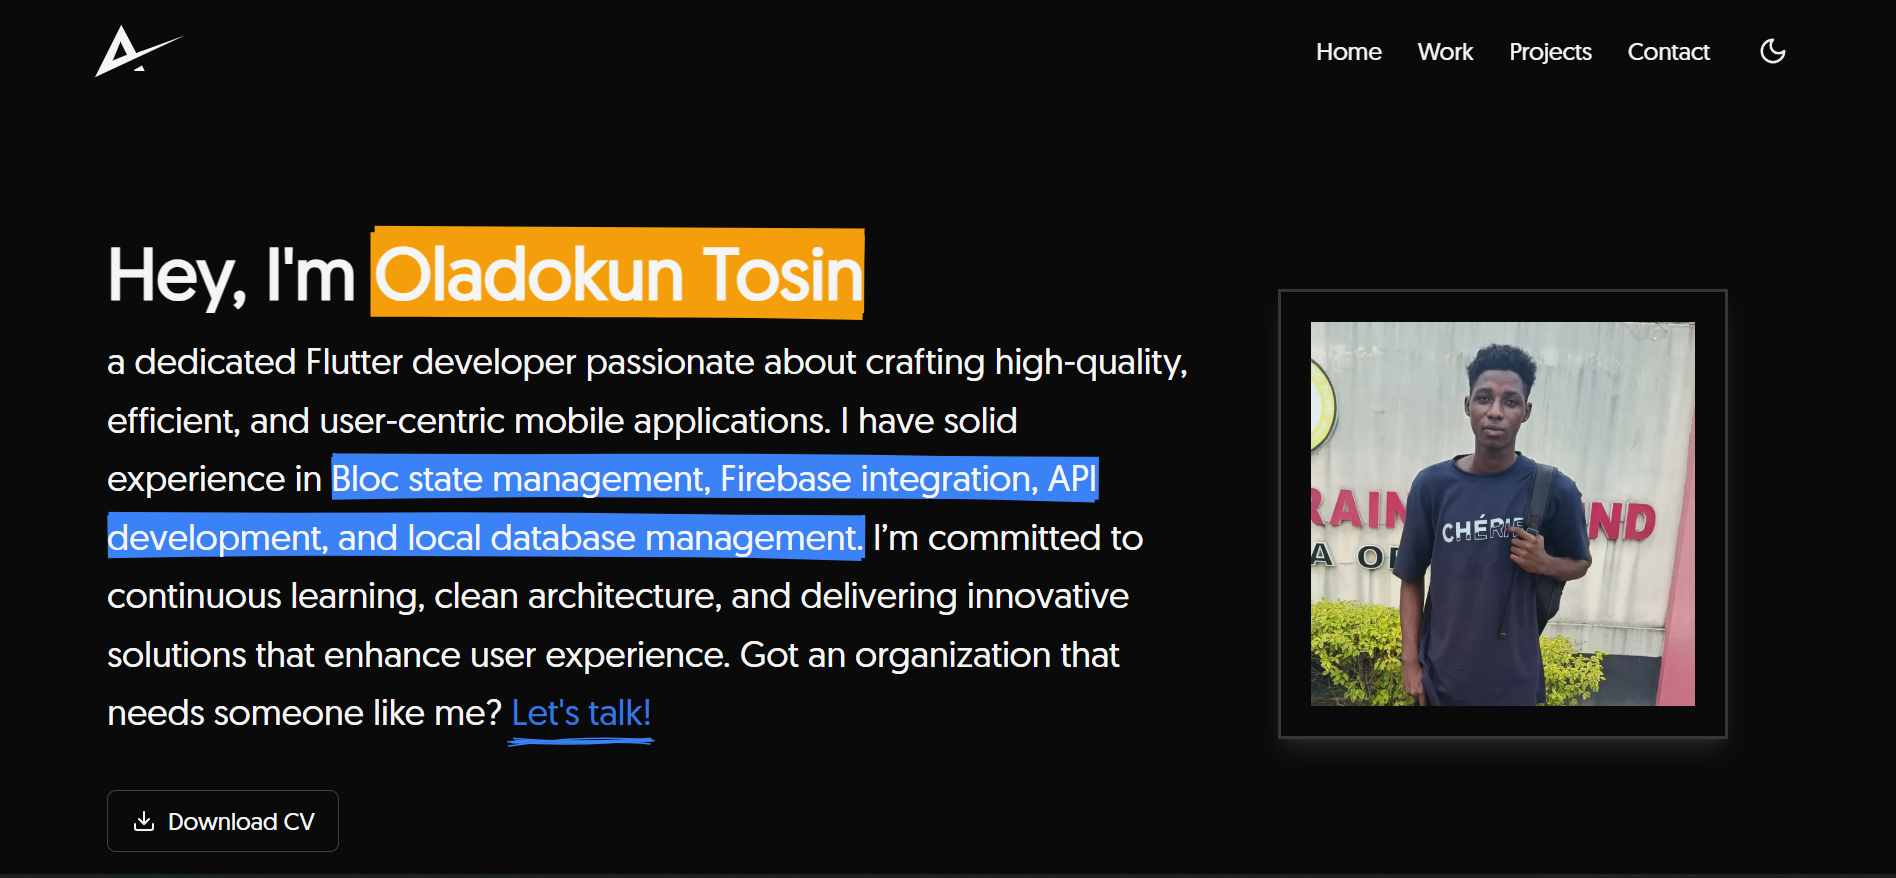 Home Work Projects Contact
Hey, I'm Oladokun Tosin
a dedicated Flutter developer passionate about crafting high-quality,
efficient, and user-centric mobile applications. I have solid
experience in Bloc state management, Firebase integration, API
development, and local database management. I’m committed to
continuous learning, clean architecture, and delivering innovative
solutions that enhance user experience. Got an organization that
needs someone like me? Let's talk!
Download CV
RAIN ND
A O
CHÉRIE